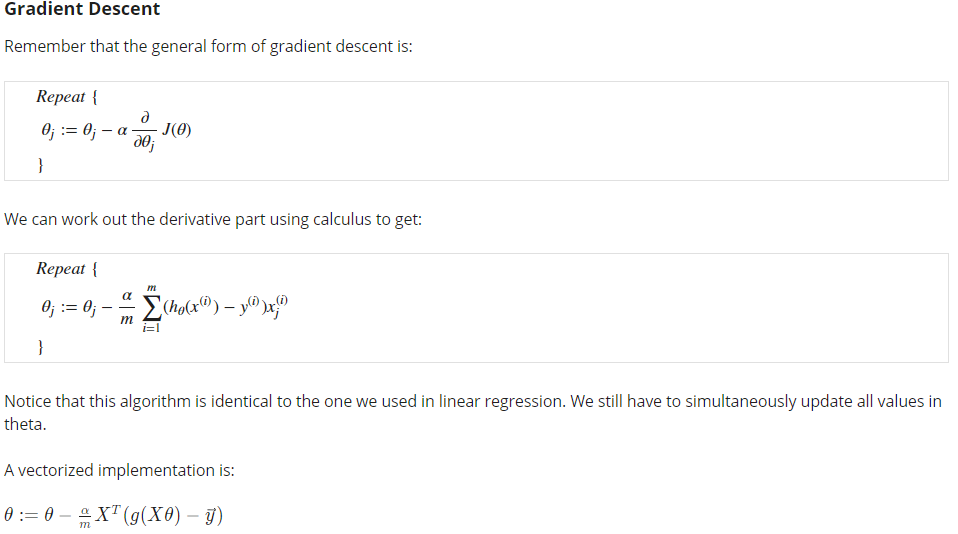 Gradient Descent
Remember that the general form of gradient descent is:
Repeat {
θⱼ := θⱼ − α ∂/∂θⱼ J(θ)
}
We can work out the derivative part using calculus to get:
Repeat {
θⱼ := θⱼ − α/m ∑ᵢ₌₁ᵐ (h_θ(x⁽ⁱ⁾) − y⁽ⁱ⁾)xⱼ⁽ⁱ⁾
}
Notice that this algorithm is identical to the one we used in linear regression. We still have to simultaneously update all values in
theta.
A vectorized implementation is:
θ := θ − α/m Xᵀ(g(Xθ) − y⃗)